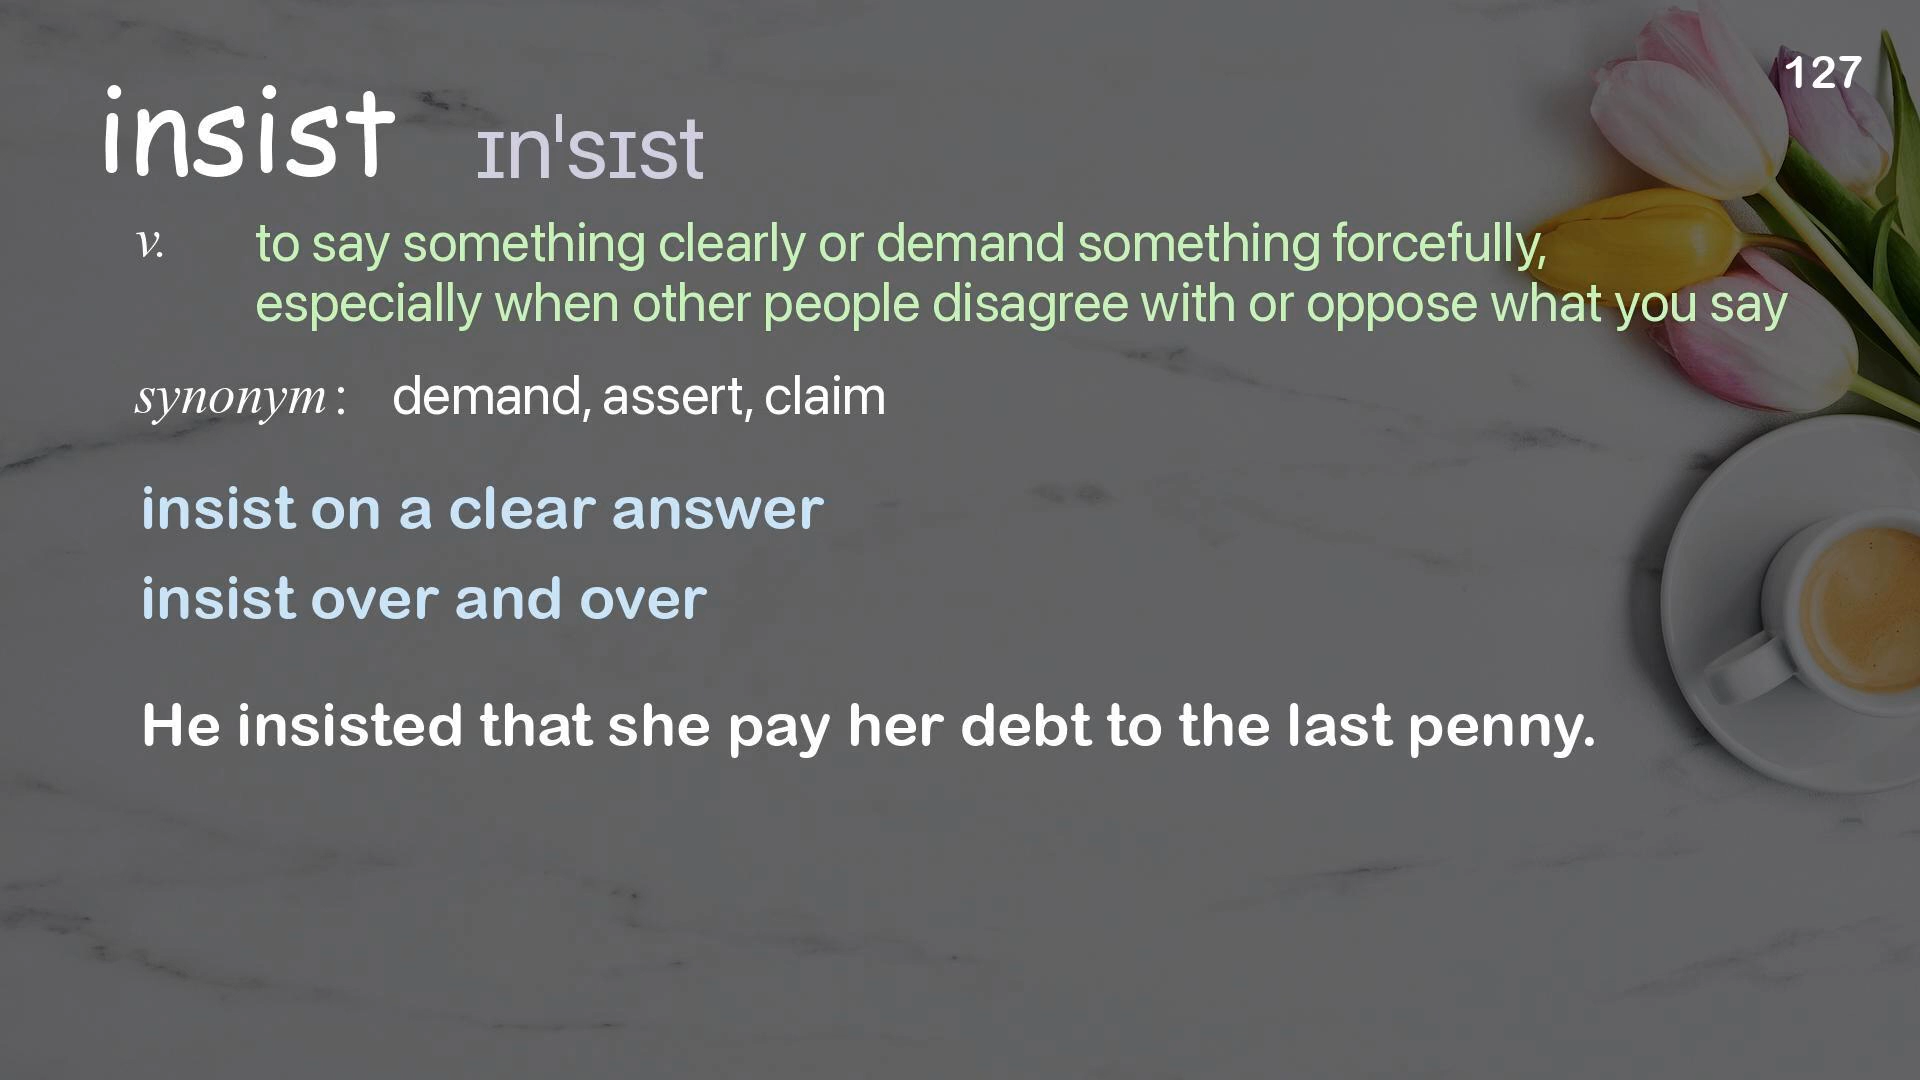 127
insist ɪnˈsɪst
v. to say something clearly or demand something forcefully,
especially when other people disagree with or oppose what you say
synonym : demand, assert, claim
insist on a clear answer
insist over and over
He insisted that she pay her debt to the last penny.